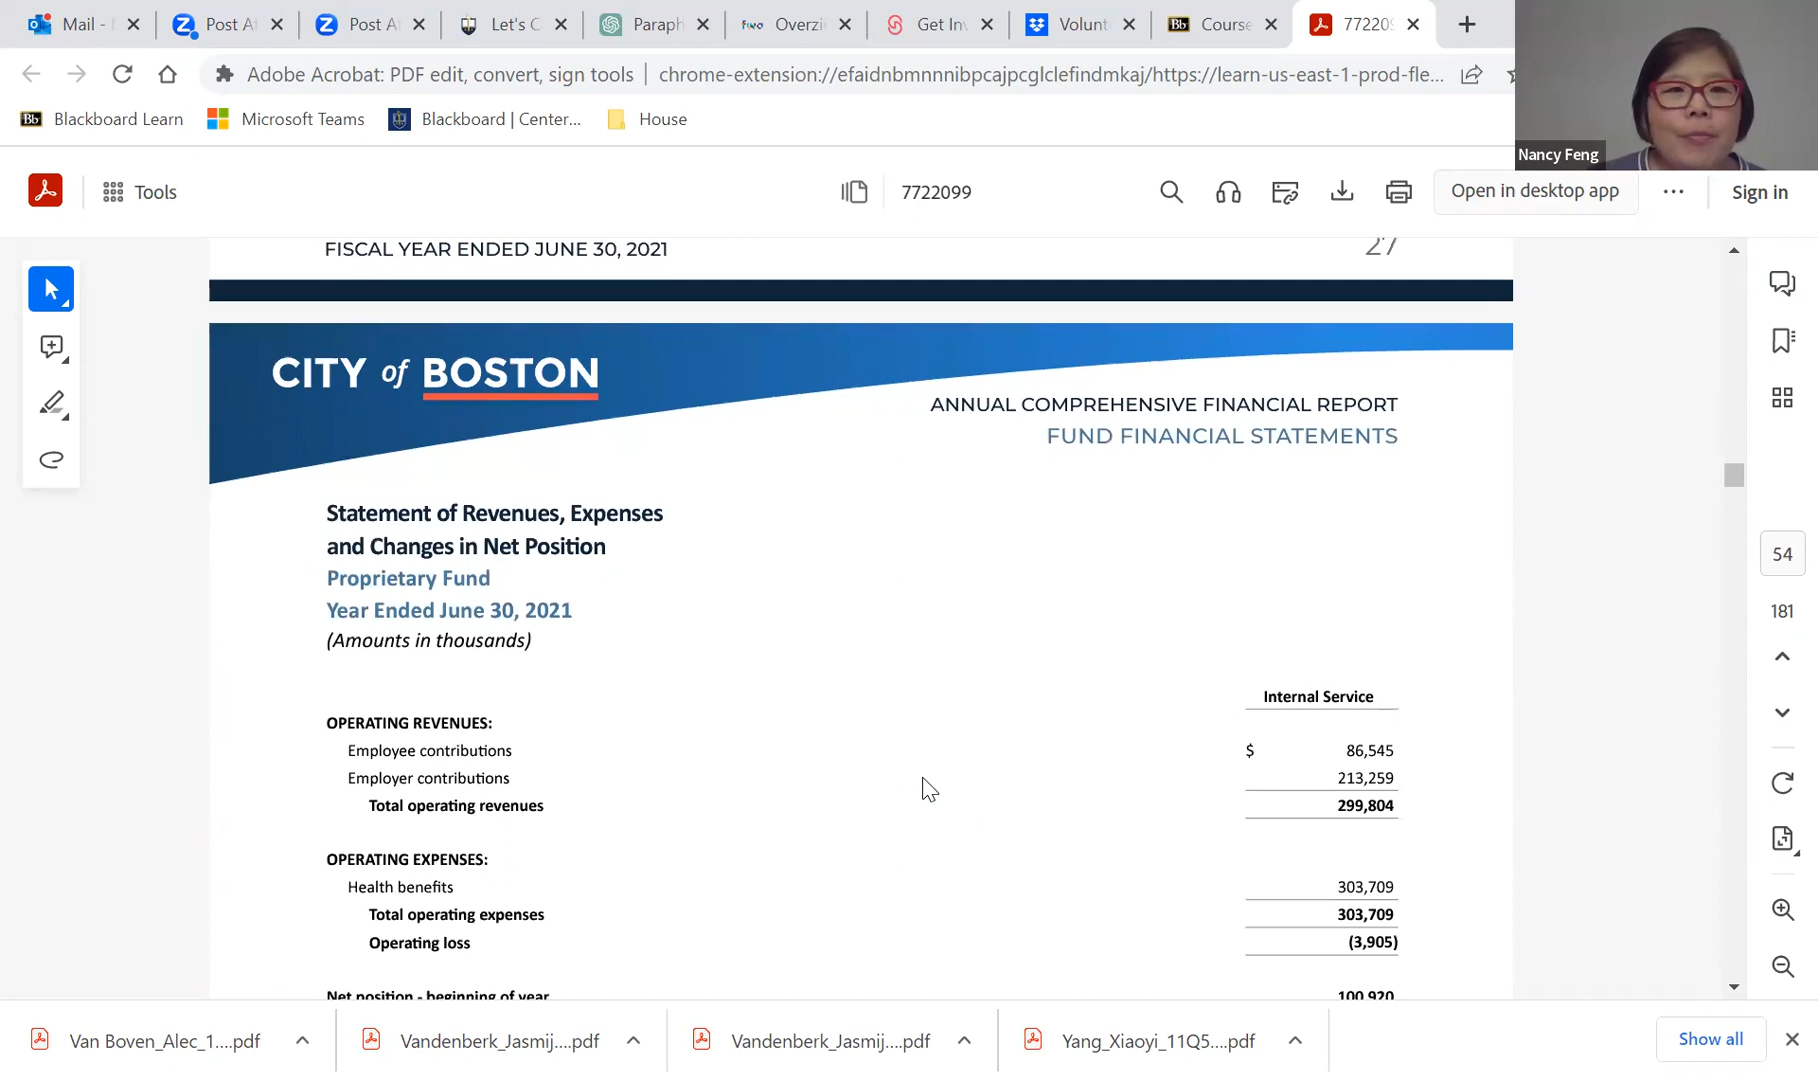 Mail -
Post Af
Post Af
Let's C
Paraph
Overzi
Get Inv
Volunt
Course
772209
Adobe Acrobat: PDF edit, convert, sign tools
chrome-extension://efaidnbmnnnibpcajpcglclefindmkaj/https://learn-us-east-1-prod-fle...
Blackboard Learn
Microsoft Teams
Blackboard | Center...
House
Nancy Feng
Tools
7722099
Open in desktop app
Sign in
FISCAL YEAR ENDED JUNE 30, 2021
27
CITY of BOSTON
ANNUAL COMPREHENSIVE FINANCIAL REPORT
FUND FINANCIAL STATEMENTS
Statement of Revenues, Expenses
and Changes in Net Position
Proprietary Fund
Year Ended June 30, 2021
(Amounts in thousands)
Internal Service
OPERATING REVENUES:
Employee contributions $ 86,545
Employer contributions 213,259
Total operating revenues 299,804
OPERATING EXPENSES:
Health benefits 303,709
Total operating expenses 303,709
Operating loss (3,905)
Net position - beginning of year 100,920
54
181
Van Boven_Alec_1....pdf
Vandenberk_Jasmij....pdf
Vandenberk_Jasmij....pdf
Yang_Xiaoyi_11Q5....pdf
Show all